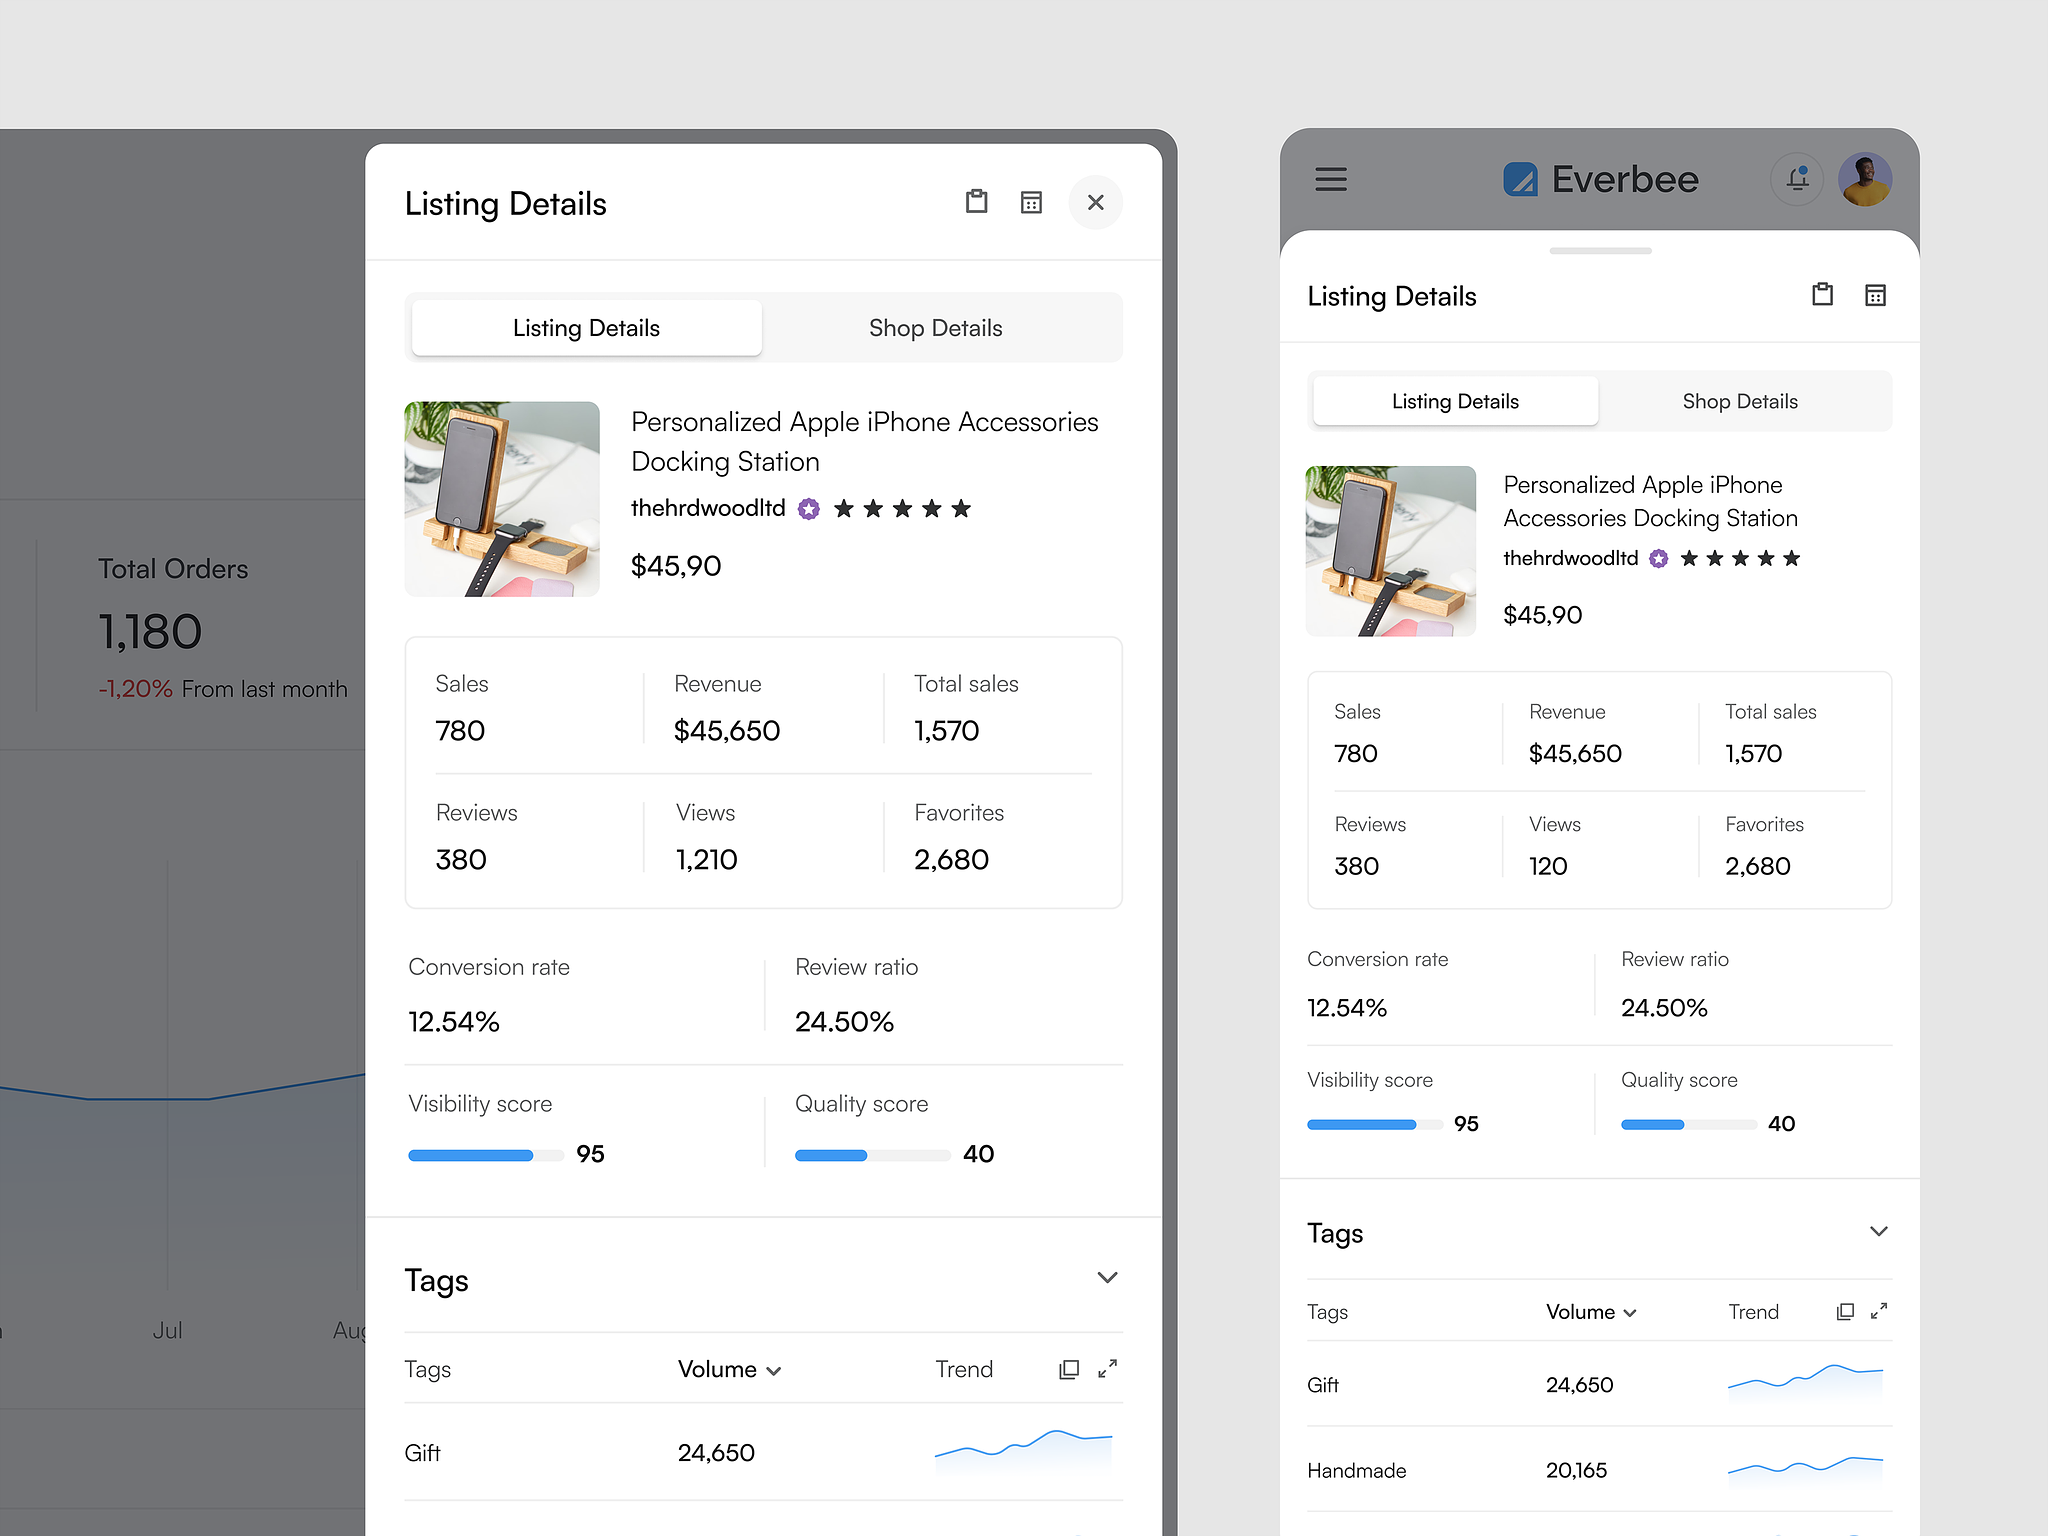 Total Orders
1,180
-1,20% From last month
Jul
Aug
Listing Details
Listing Details
Shop Details
Personalized Apple iPhone Accessories
Docking Station
thehrdwoodltd
$45,90
Sales
Revenue
Total sales
780
$45,650
1,570
Reviews
Views
Favorites
380
1,210
2,680
Conversion rate
Review ratio
12.54%
24.50%
Visibility score
Quality score
95
40
Tags
Tags
Volume
Trend
Gift
24,650
Everbee
Listing Details
Listing Details
Shop Details
Personalized Apple iPhone
Accessories Docking Station
thehrdwoodltd
$45,90
Sales
Revenue
Total sales
780
$45,650
1,570
Reviews
Views
Favorites
380
120
2,680
Conversion rate
Review ratio
12.54%
24.50%
Visibility score
Quality score
95
40
Tags
Tags
Volume
Trend
Gift
24,650
Handmade
20,165